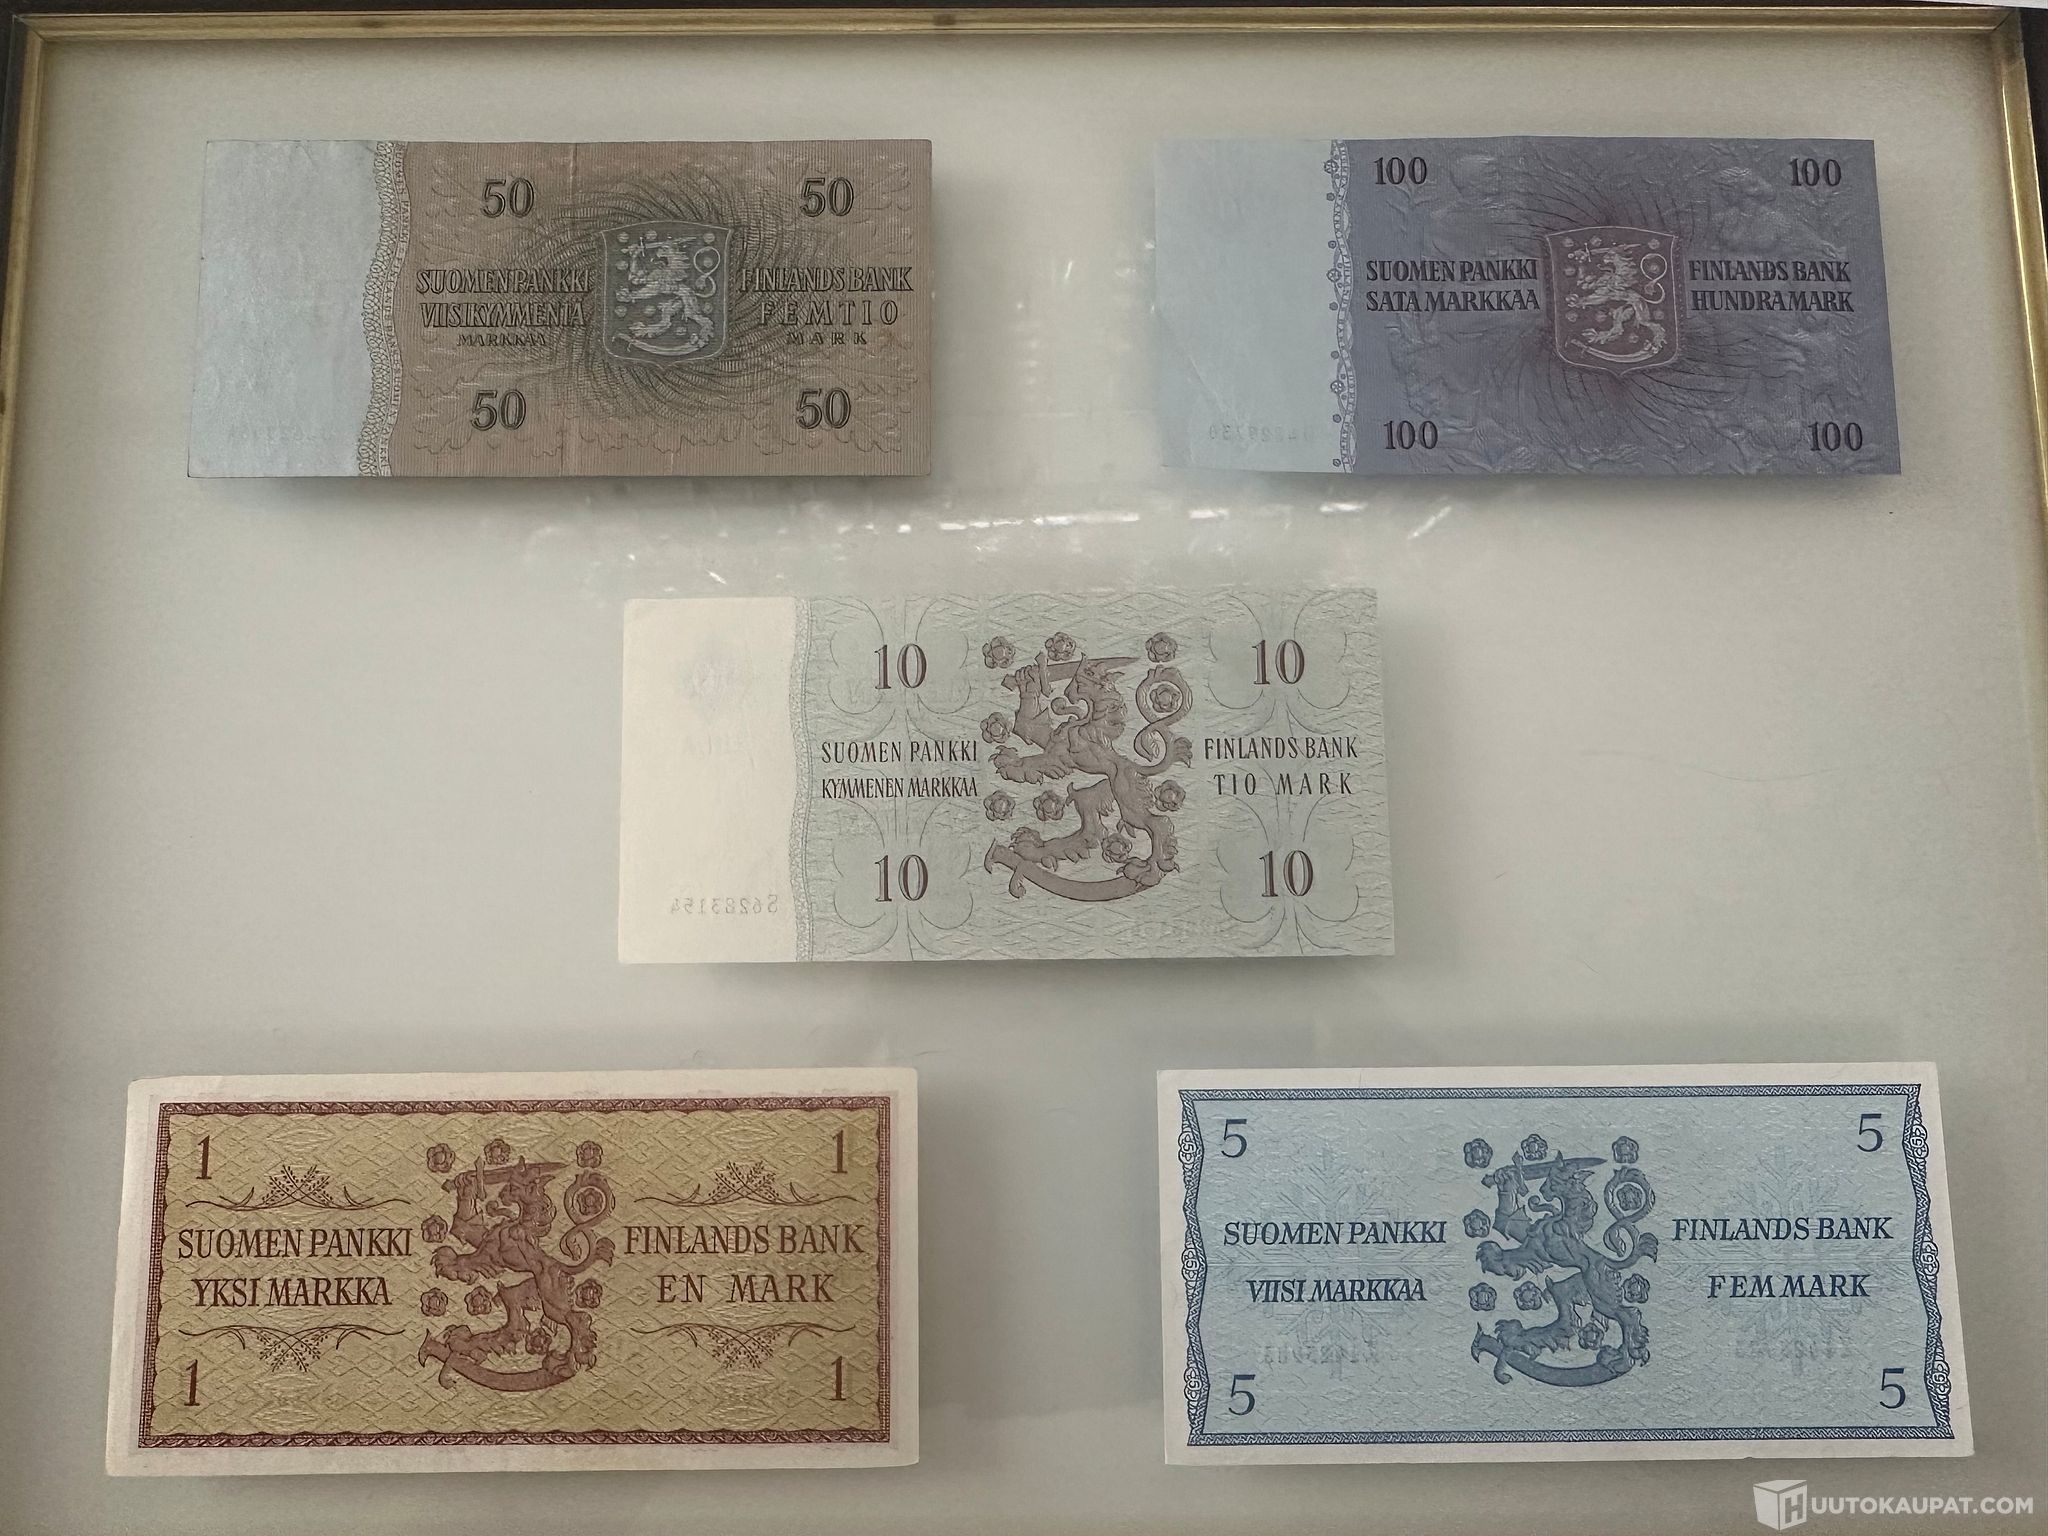 50
50
SUOMEN PANKKI
VIISIKYMMENTÄ
MARKKAA
FINLANDS BANK
FEMTIO
MARK
50
50
100
100
SUOMEN PANKKI
SATA MARKKAA
FINLANDS BANK
HUNDRA MARK
100
100
10
10
SUOMEN PANKKI
KYMMENEN MARKKAA
FINLANDS BANK
TIO MARK
10
10
S6283154
1
1
SUOMEN PANKKI
YKSI MARKKA
FINLANDS BANK
EN MARK
1
1
5
5
SUOMEN PANKKI
VIISI MARKKAA
FINLANDS BANK
FEM MARK
5
5
HUUTOKAUPAT.COM